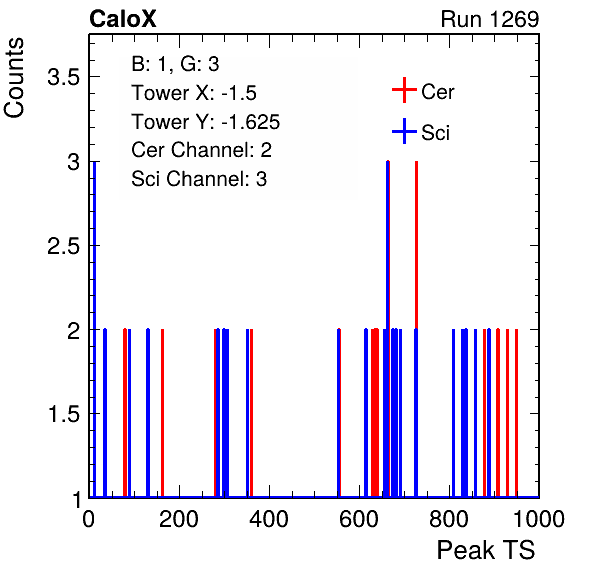 CaloX Run 1269
Counts
B: 1, G: 3
Tower X: -1.5
Tower Y: -1.625
Cer Channel: 2
Sci Channel: 3
Cer
Sci
3.5
3
2.5
2
1.5
1
0 200 400 600 800 1000
Peak TS